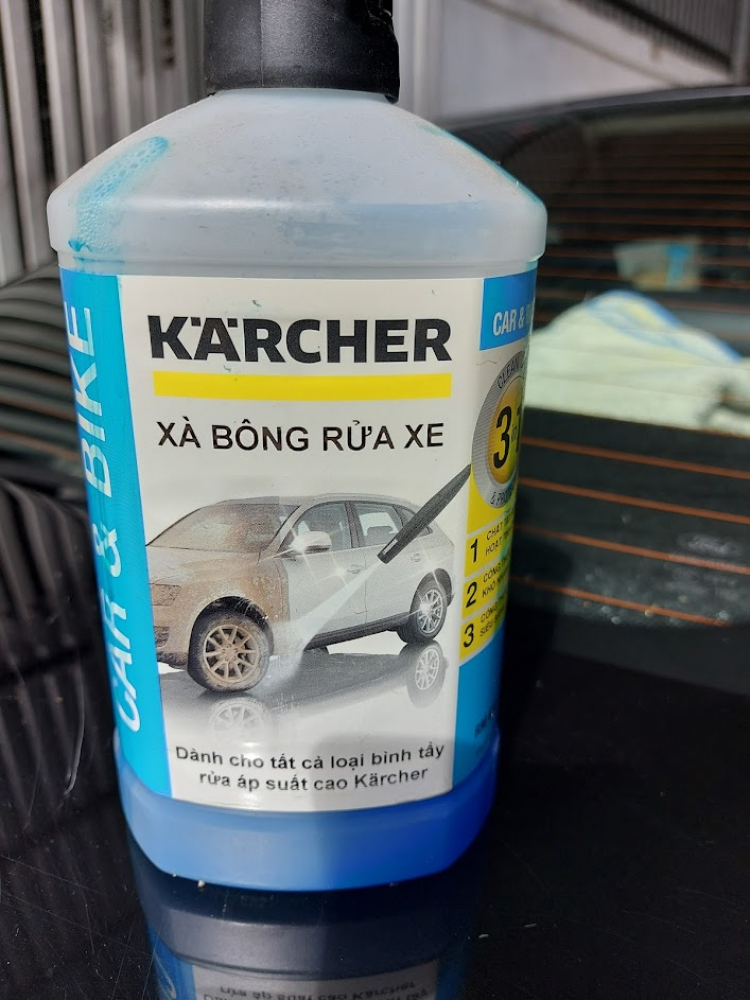 KÄRCHER
XÀ BÔNG RỬA XE
Dành cho tất cả loại bình tẩy
rửa áp suất cao Kärcher
CAR & BIKE
CAR &
CLEAN
3
1
2
3